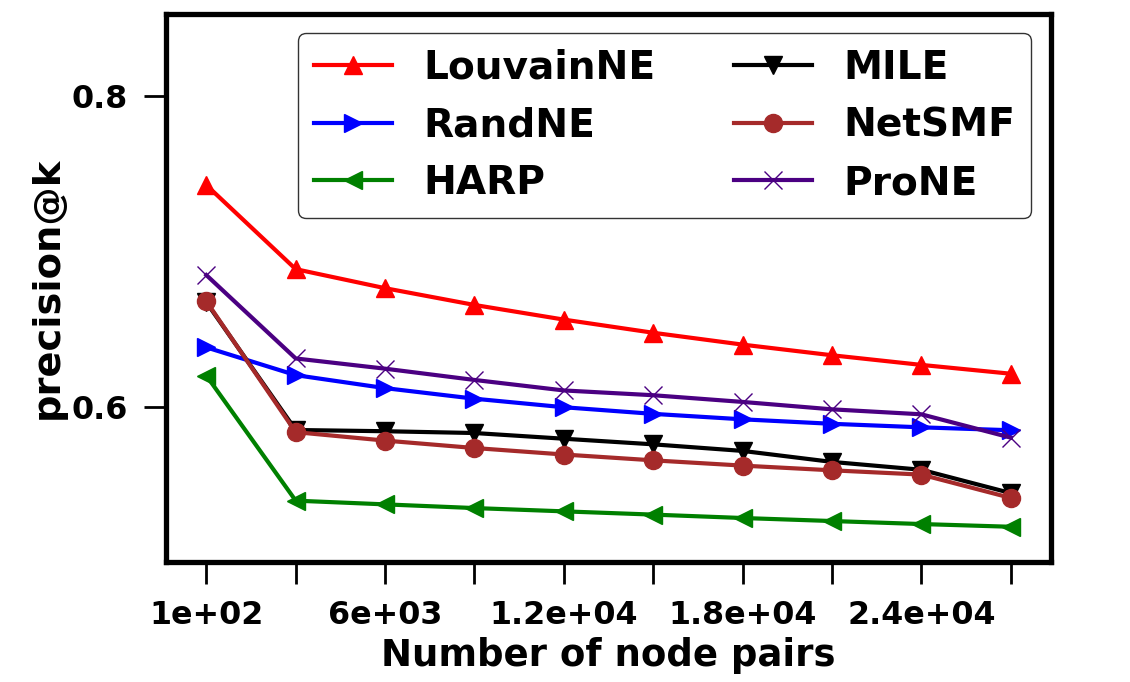 0.8
0.6
precision@k
LouvainNE
RandNE
HARP
MILE
NetSMF
ProNE
1e+02 6e+03 1.2e+04 1.8e+04 2.4e+04
Number of node pairs